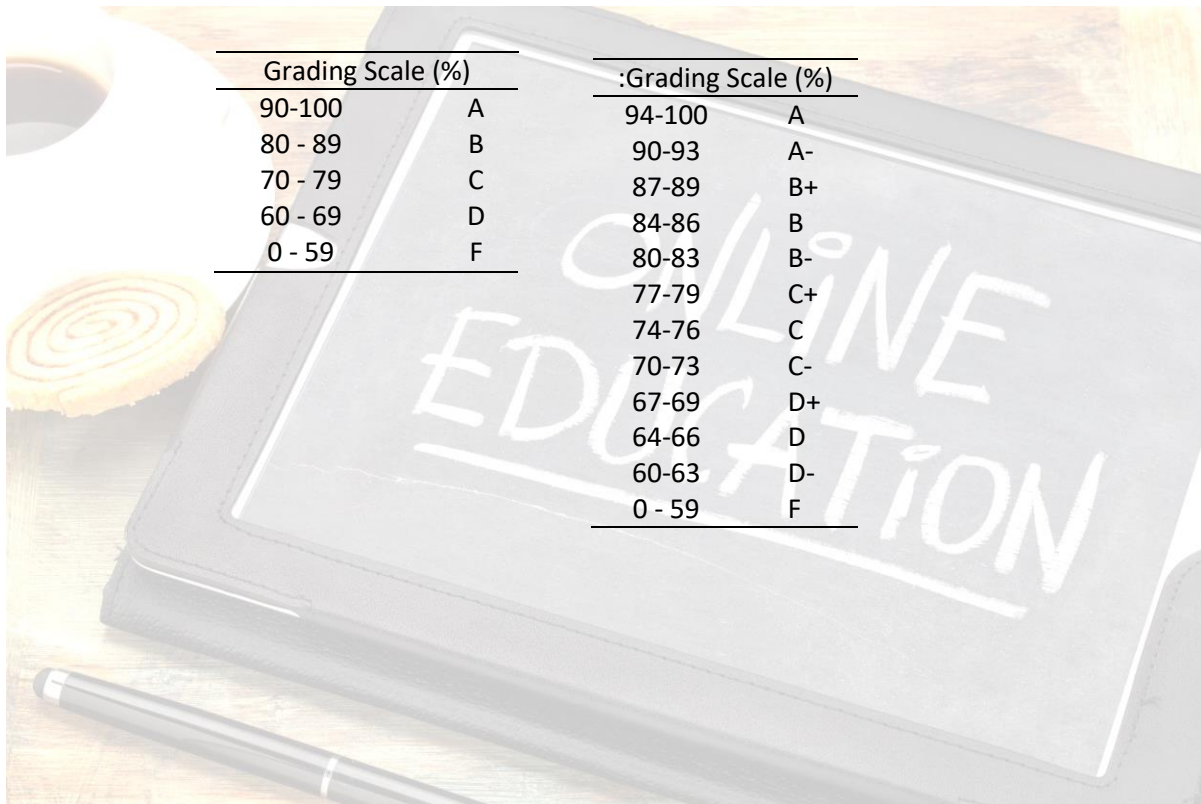 Grading Scale (%)
90-100 A
80 - 89 B
70 - 79 C
60 - 69 D
0 - 59 F
:Grading Scale (%)
94-100 A
90-93 A-
87-89 B+
84-86 B
80-83 B-
77-79 C+
74-76 C
70-73 C-
67-69 D+
64-66 D
60-63 D-
0 - 59 F
ONLiNE
EDUCATiON